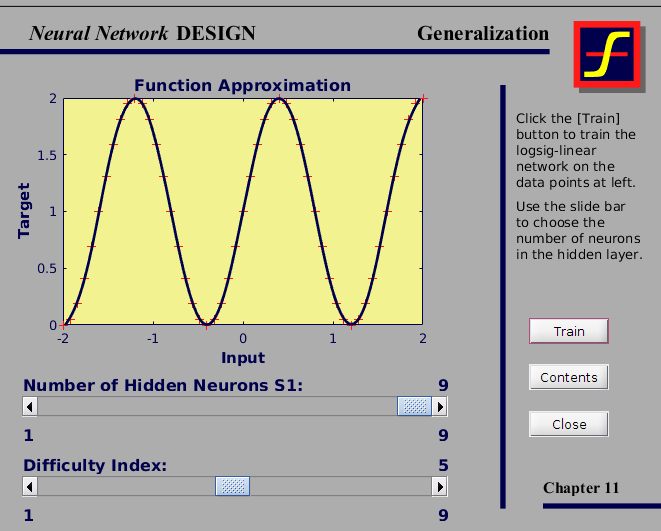 Neural Network DESIGN
Generalization
Function Approximation
2
1.5
1
0.5
0
Target
-2
-1
0
1
2
Input
Click the [Train]
button to train the
logsig-linear
network on the
data points at left.
Use the slide bar
to choose the
number of neurons
in the hidden layer.
Train
Contents
Close
Number of Hidden Neurons S1: 9
1 9
Difficulty Index: 5
1 9
Chapter 11